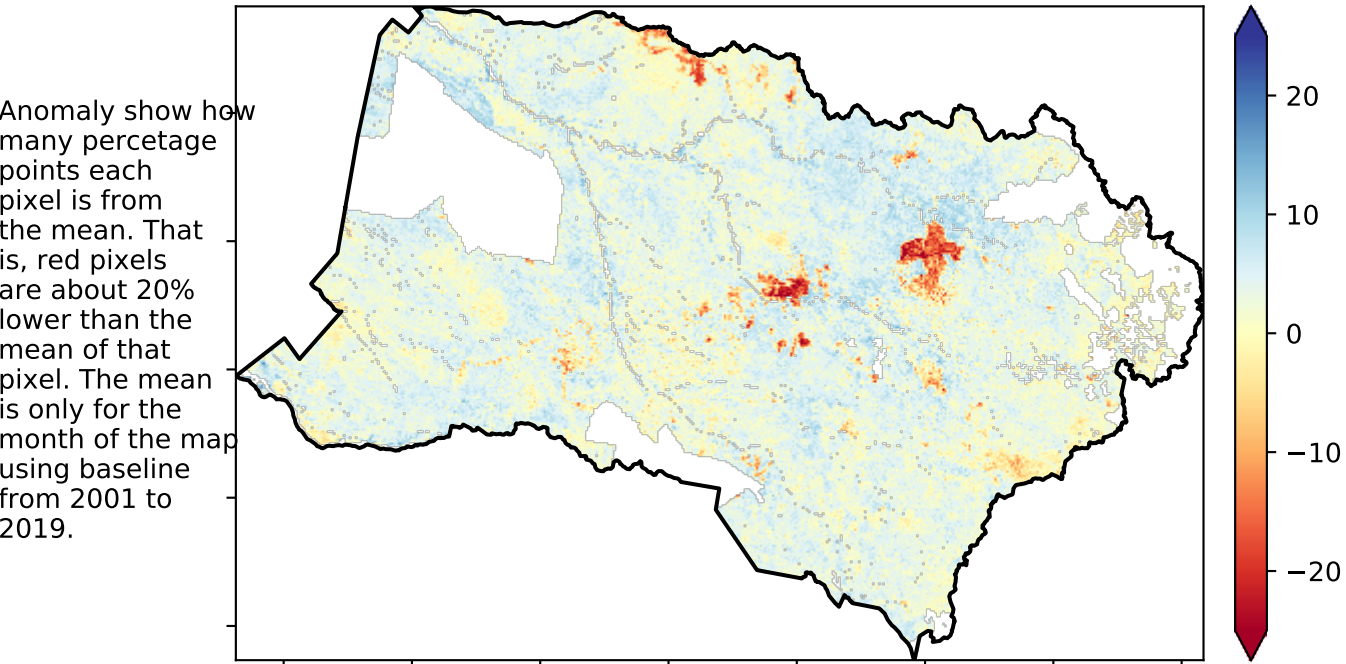 Anomaly show how
many percetage
points each
pixel is from
the mean. That
is, red pixels
are about 20%
lower than the
mean of that
pixel. The mean
is only for the
month of the map
using baseline
from 2001 to
2019.
20
10
0
−10
−20